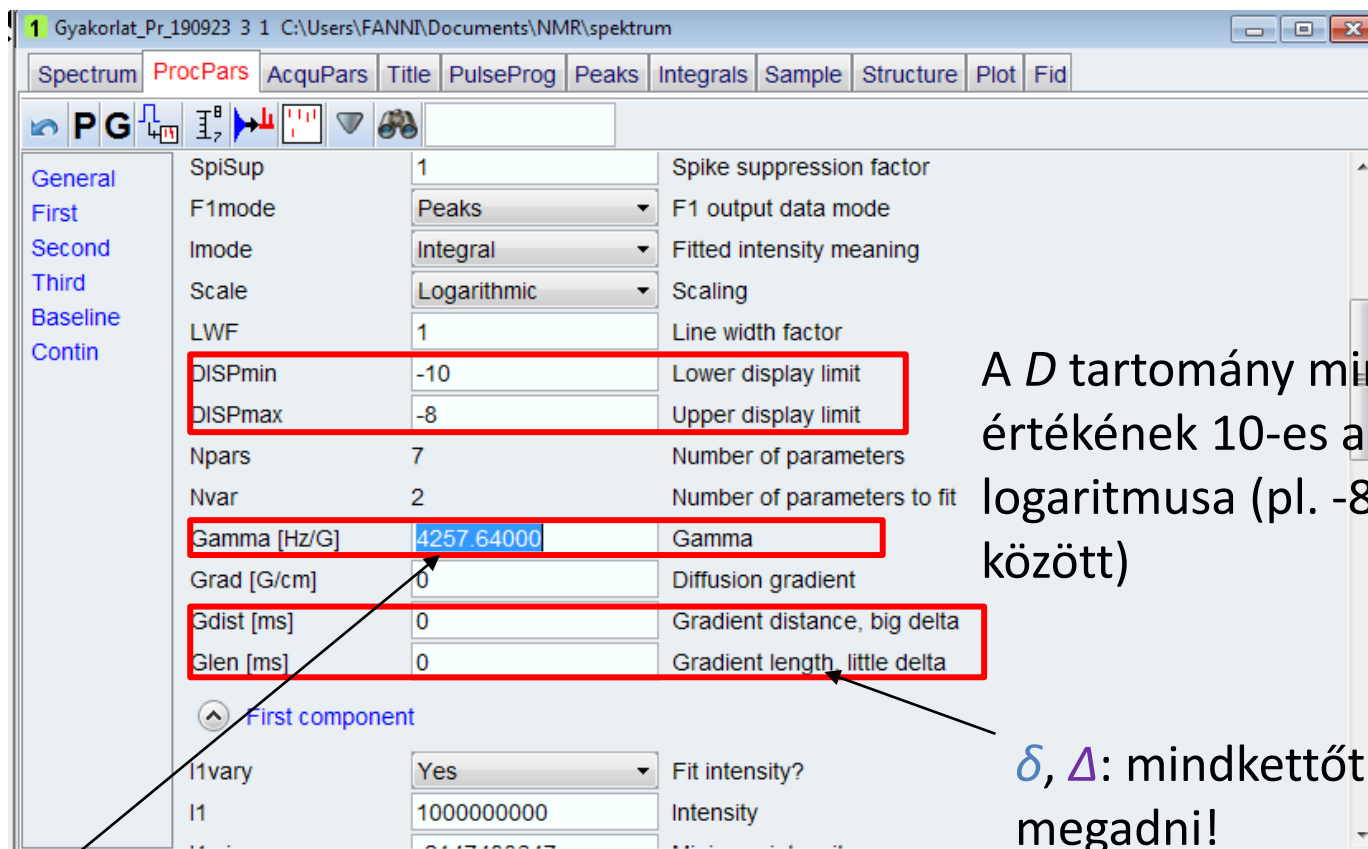 1 Gyakorlat_Pr_190923 3 1 C:\Users\FANNI\Documents\NMR\spektrum
Spectrum ProcPars AcquPars Title PulseProg Peaks Integrals Sample Structure Plot Fid
P G
General
First
Second
Third
Baseline
Contin
SpiSup 1 Spike suppression factor
F1mode Peaks F1 output data mode
Imode Integral Fitted intensity meaning
Scale Logarithmic Scaling
LWF 1 Line width factor
DISPmin -10 Lower display limit
DISPmax -8 Upper display limit
Npars 7 Number of parameters
Nvar 2 Number of parameters to fit
Gamma [Hz/G] 4257.64000 Gamma
Grad [G/cm] 0 Diffusion gradient
Gdist [ms] 0 Gradient distance, big delta
Glen [ms] 0 Gradient length, little delta
First component
I1vary Yes Fit intensity?
I1 1000000000 Intensity
A D tartomány
értékének 10-es a
logaritmusa (pl. -8
között)
δ, Δ: mindkettőt
megadni!